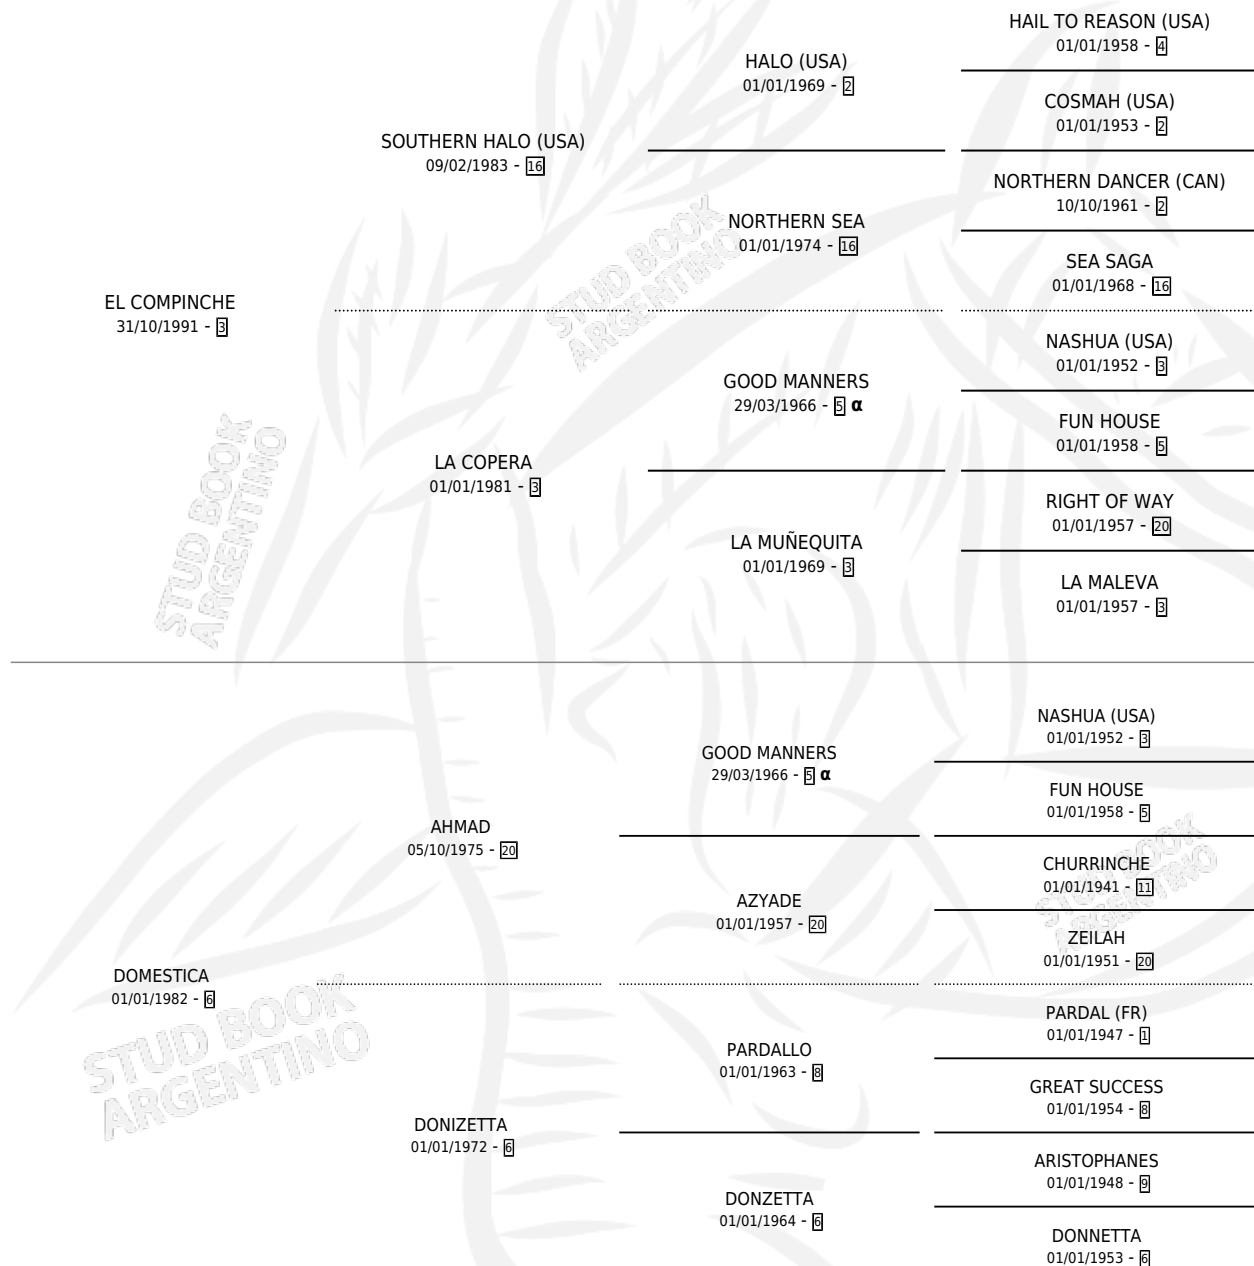 HAIL TO REASON (USA)
01/01/1958 - 4
HALO (USA)
01/01/1969 - 2
COSMAH (USA)
01/01/1953 - 2
SOUTHERN HALO (USA)
09/02/1983 - 16
NORTHERN DANCER (CAN)
10/10/1961 - 2
NORTHERN SEA
01/01/1974 - 16
SEA SAGA
01/01/1968 - 16
EL COMPINCHE
31/10/1991 - 3
NASHUA (USA)
01/01/1952 - 3
GOOD MANNERS
29/03/1966 - 5 α
FUN HOUSE
01/01/1958 - 5
LA COPERA
01/01/1981 - 3
RIGHT OF WAY
01/01/1957 - 20
LA MUÑEQUITA
01/01/1969 - 3
LA MALEVA
01/01/1957 - 3
NASHUA (USA)
01/01/1952 - 3
GOOD MANNERS
29/03/1966 - 5 α
FUN HOUSE
01/01/1958 - 5
AHMAD
05/10/1975 - 20
CHURRINCHE
01/01/1941 - 11
AZYADE
01/01/1957 - 20
ZEILAH
01/01/1951 - 20
DOMESTICA
01/01/1982 - 6
PARDAL (FR)
01/01/1947 - 1
PARDALLO
01/01/1963 - 8
GREAT SUCCESS
01/01/1954 - 8
DONIZETTA
01/01/1972 - 6
ARISTOPHANES
01/01/1948 - 9
DONZETTA
01/01/1964 - 6
DONNETTA
01/01/1953 - 6
STUD BOOK
ARGENTINO
STUD BOOK
ARGENTINO
STUD BOOK
ARGENTINO
STUD BOOK
ARGENTINO